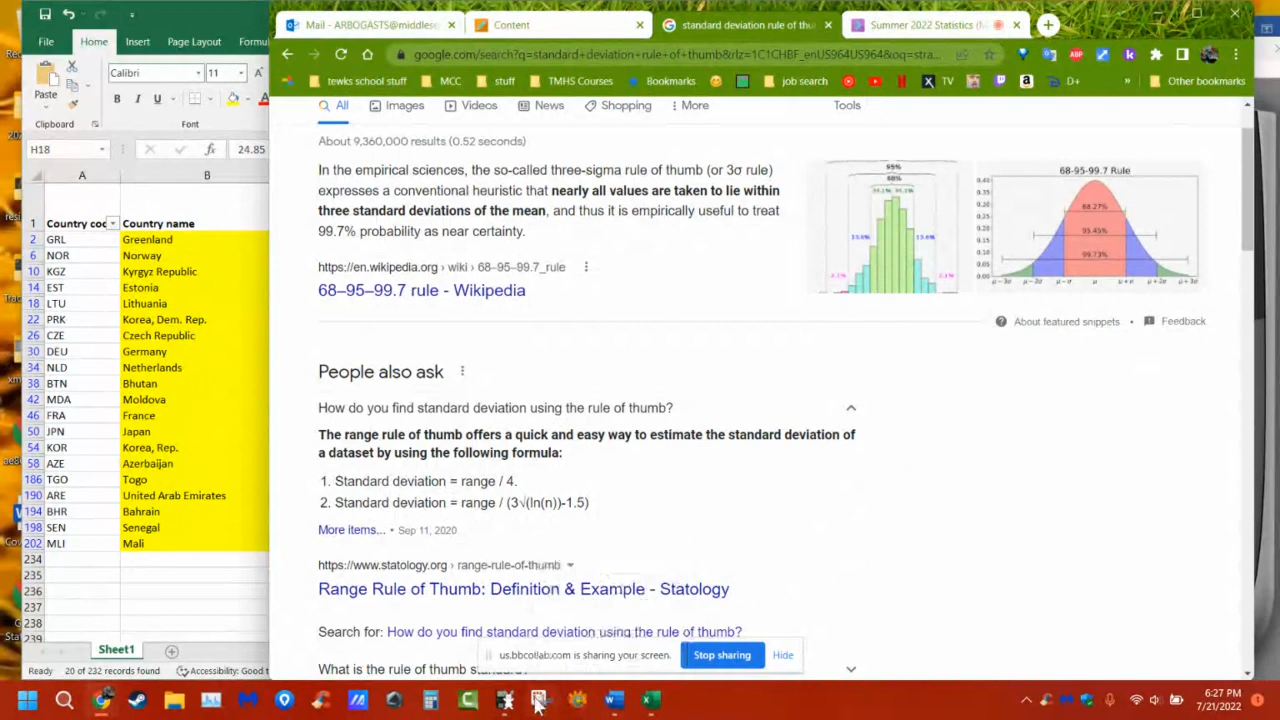 Mail - ARBOGASTS@middlese
Content
standard deviation rule of thu
Summer 2022 Statistics (M
File
Home
Insert
Page Layout
Formul
google.com/search?q=standard+deviation+rule+of+thumb&rlz=1C1CHBF_enUS964US964&oq=stra...
tewks school stuff
MCC
stuff
TMHS Courses
Bookmarks
job search
TV
D+
»
Other bookmarks
Paste
Calibri
11
B I U
Clipboard
Font
H18
fx
24.85
All
Images
Videos
News
Shopping
More
Tools
About 9,360,000 results (0.52 seconds)
In the empirical sciences, the so-called three-sigma rule of thumb (or 3σ rule)
expresses a conventional heuristic that nearly all values are taken to lie within
three standard deviations of the mean, and thus it is empirically useful to treat
99.7% probability as near certainty.
95%
68%
68-95-99.7 Rule
68.27%
95.45%
99.73%
https://en.wikipedia.org › wiki › 68–95–99.7_rule
68–95–99.7 rule - Wikipedia
About featured snippets
Feedback
People also ask
How do you find standard deviation using the rule of thumb?
The range rule of thumb offers a quick and easy way to estimate the standard deviation of
a dataset by using the following formula:
1. Standard deviation = range / 4.
2. Standard deviation = range / (3√(ln(n))-1.5)
More items... • Sep 11, 2020
https://www.statology.org › range-rule-of-thumb
Range Rule of Thumb: Definition & Example - Statology
Search for: How do you find standard deviation using the rule of thumb?
What is the rule of thumb standard?
us.bbcollab.com is sharing your screen.
Stop sharing
Hide
A B
1 Country coc Country name
2 GRL Greenland
6 NOR Norway
10 KGZ Kyrgyz Republic
14 EST Estonia
18 LTU Lithuania
22 PRK Korea, Dem. Rep.
26 CZE Czech Republic
30 DEU Germany
34 NLD Netherlands
38 BTN Bhutan
42 MDA Moldova
46 FRA France
50 JPN Japan
54 KOR Korea, Rep.
58 AZE Azerbaijan
186 TGO Togo
190 ARE United Arab Emirates
194 BHR Bahrain
198 SEN Senegal
202 MLI Mali
234
235
236
237
238
239
Sheet1
Ready
20 of 232 records found
Accessibility: Good t
6:27 PM
7/21/2022